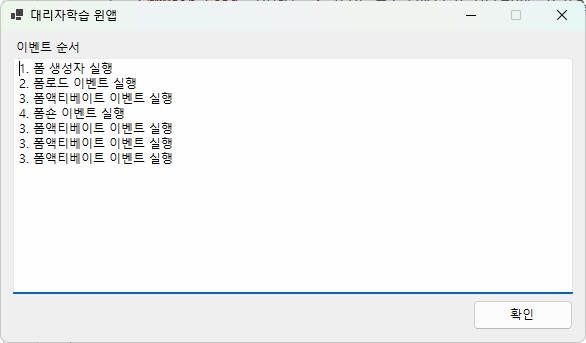 대리자학습 윈앱
이벤트 순서
1. 폼 생성자 실행
2. 폼로드 이벤트 실행
3. 폼액티베이트 이벤트 실행
4. 폼숀 이벤트 실행
3. 폼액티베이트 이벤트 실행
3. 폼액티베이트 이벤트 실행
3. 폼액티베이트 이벤트 실행
확인